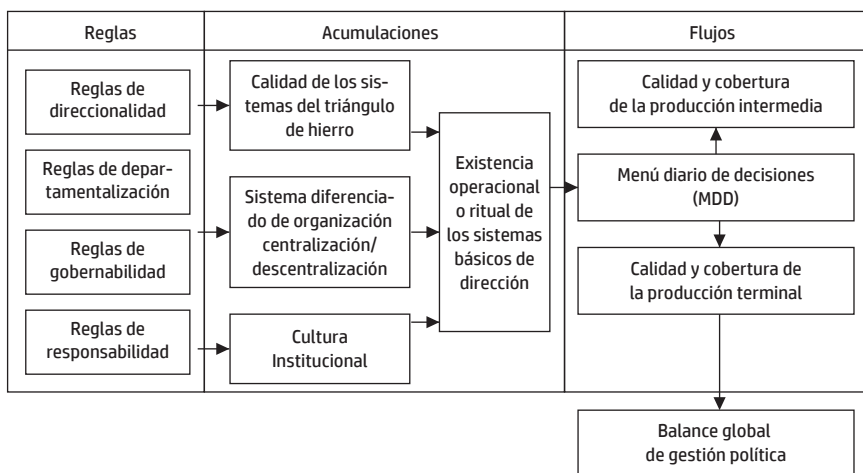 Reglas
Acumulaciones
Flujos
Reglas de
direccionalidad
Reglas de depar-
tamentalización
Reglas de
gobernabilidad
Reglas de
responsabilidad
Calidad de los sis-
temas del triángulo
de hierro
Sistema diferencia-
do de organización
centralización/
descentralización
Cultura
Institucional
Existencia
operacional
o ritual de
los sistemas
básicos de
dirección
Calidad y cobertura
de la producción intermedia
Menú diario de decisiones
(MDD)
Calidad y cobertura de
la producción terminal
Balance global
de gestión política